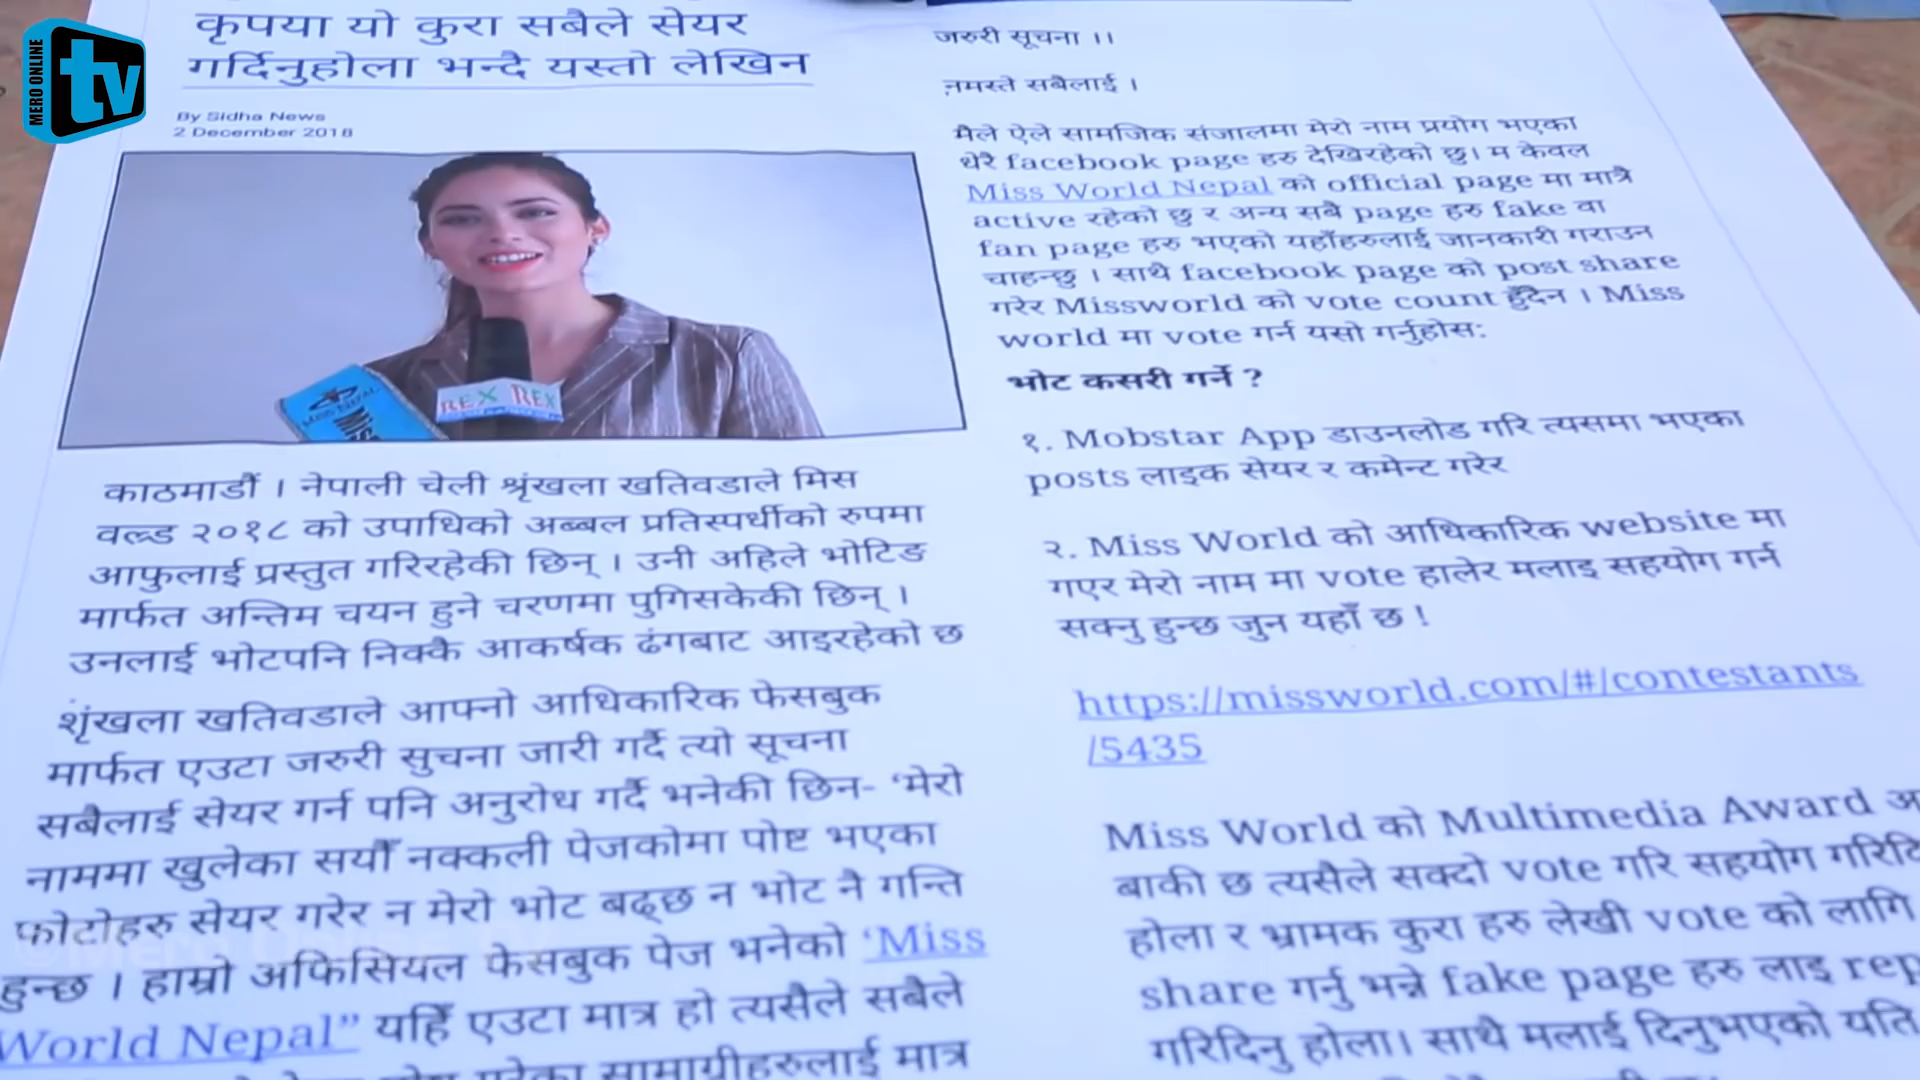 MERO ONLINE
tv
कृपया यो कुरा सबैले सेयर
गर्दिनुहोला भन्दै यस्तो लेखिन
By Sidha News
2 December 2018
REX REX
MISS NEPAL
MISS
काठमाडौं । नेपाली चेली श्रृंखला खतिवडाले मिस
वल्र्ड २०१८ को उपाधिको अब्बल प्रतिस्पर्धीको रुपमा
आफुलाई प्रस्तुत गरिरहेकी छिन् । उनी अहिले भोटिङ
मार्फत अन्तिम चयन हुने चरणमा पुगिसकेकी छिन् ।
उनलाई भोटपनि निक्कै आकर्षक ढंगबाट आइरहेको छ
शृंखला खतिवडाले आफ्नो आधिकारिक फेसबुक
मार्फत एउटा जरुरी सुचना जारी गर्दै त्यो सूचना
सबैलाई सेयर गर्न पनि अनुरोध गर्दै भनेकी छिन- ‘मेरो
नाममा खुलेका सयौँ नक्कली पेजकोमा पोष्ट भएका
फोटोहरु सेयर गरेर न मेरो भोट बढ्छ न भोट नै गन्ति
हुन्छ । हाम्रो अफिसियल फेसबुक पेज भनेको ‘Miss
World Nepal” यहिँ एउटा मात्र हो त्यसैले सबैले
सामाग्रीहरुलाई मात्र
जरुरी सूचना ।।
नमस्ते सबैलाई ।
मैले ऐले सामजिक संजालमा मेरो नाम प्रयोग भएका
धेरै facebook page हरु देखिरहेको छु। म केवल
Miss World Nepal को official page मा मात्रै
active रहेको छु र अन्य सबै page हरु fake वा
fan page हरु भएको यहाँहरुलाई जानकारी गराउन
चाहन्छु । साथै facebook page को post share
गरेर Missworld को vote count हुँदैन । Miss
world मा vote गर्न यसो गर्नुहोस:
भोट कसरी गर्ने ?
१. Mobstar App डाउनलोड गरि त्यसमा भएका
posts लाइक सेयर र कमेन्ट गरेर
२. Miss World को आधिकारिक website मा
गएर मेरो नाम मा vote हालेर मलाइ सहयोग गर्न
सक्नु हुन्छ जुन यहाँ छ !
https://missworld.com/#/contestants
/5435
Miss World को Multimedia Award अ
बाकी छ त्यसैले सक्दो vote गरि सहयोग गरिदि
होला र भ्रामक कुरा हरु लेखी vote को लागि
share गर्नु भन्ने fake page हरु लाइ rep
गरिदिनु होला। साथै मलाई दिनुभएको यति